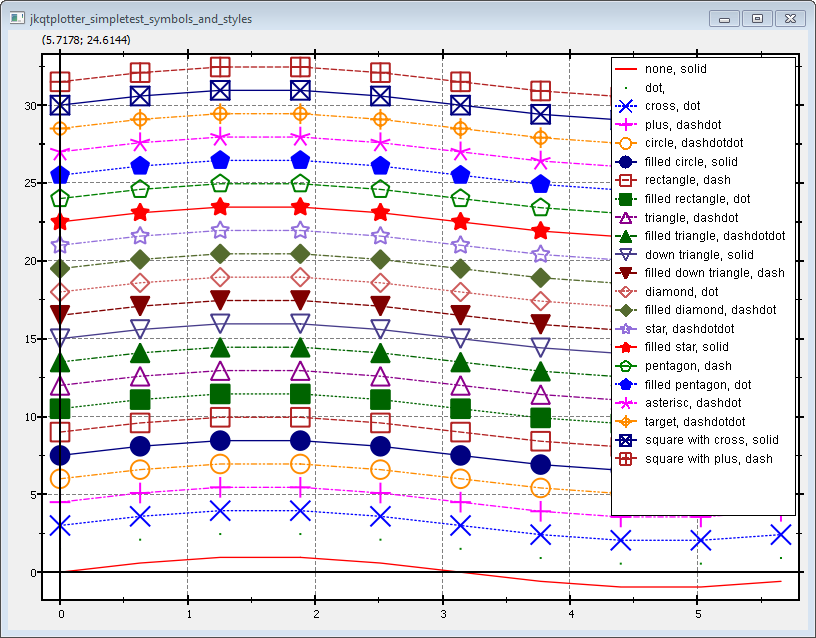 jkqtplotter_simpletest_symbols_and_styles
(5.7178; 24.6144)
none, solid
dot,
cross, dot
plus, dashdot
circle, dashdotdot
filled circle, solid
rectangle, dash
filled rectangle, dot
triangle, dashdot
filled triangle, dashdotdot
down triangle, solid
filled down triangle, dash
diamond, dot
filled diamond, dashdot
star, dashdotdot
filled star, solid
pentagon, dash
filled pentagon, dot
asterisc, dashdot
target, dashdotdot
square with cross, solid
square with plus, dash
30
25
20
15
10
5
0
0 1 2 3 4 5